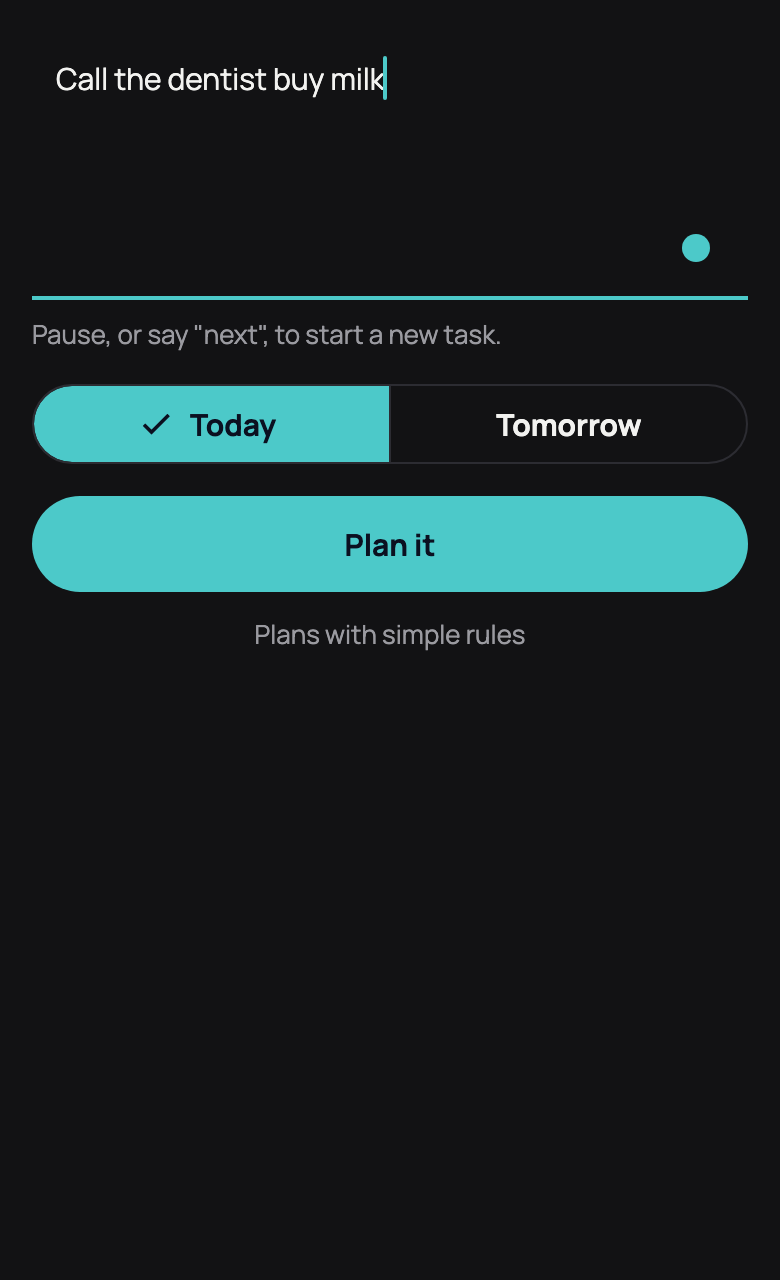 Call the dentist buy milk
Pause, or say "next", to start a new task.
Today
Tomorrow
Plan it
Plans with simple rules